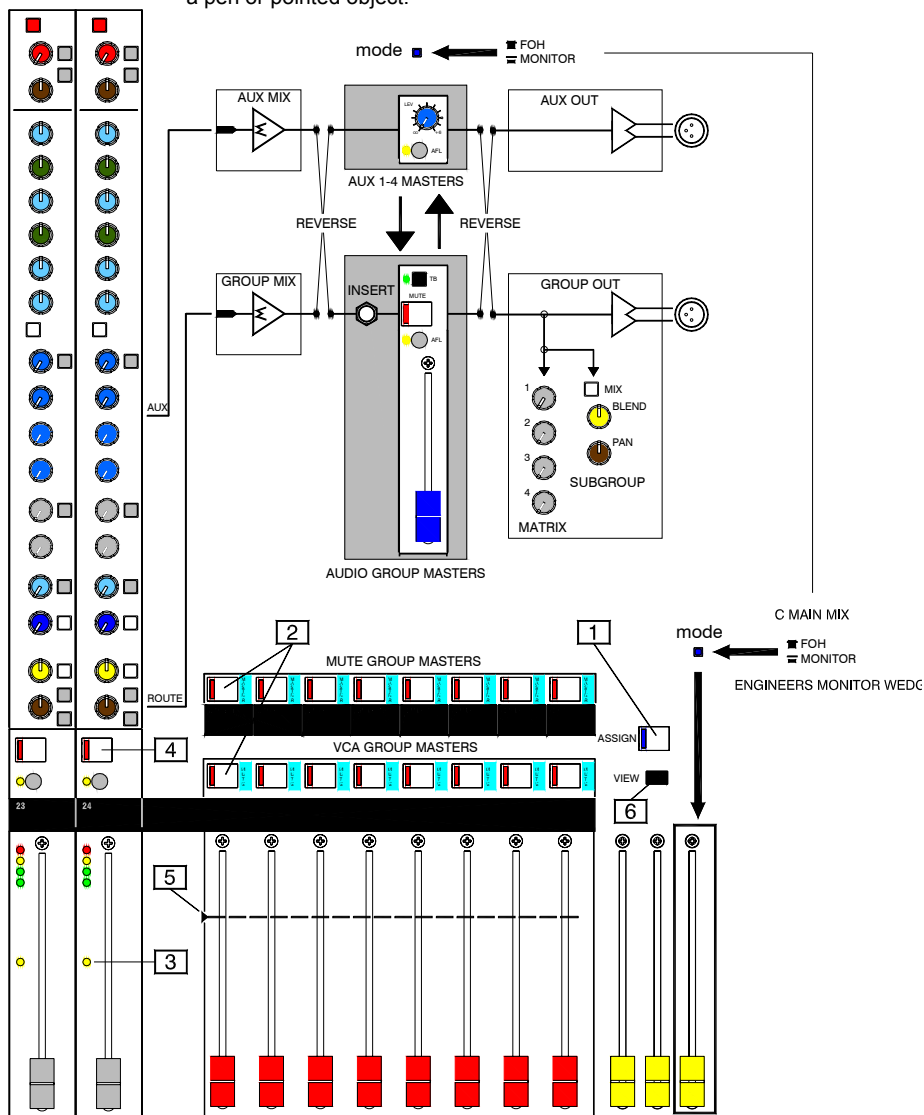 a pen or pointed object.
mode
FOH
MONITOR
AUX MIX
LEV
AFL
AUX OUT
AUX 1-4 MASTERS
REVERSE
REVERSE
GROUP MIX
INSERT
TB
MUTE
AFL
GROUP OUT
1
2
3
4
MIX
BLEND
PAN
SUBGROUP
MATRIX
AUX
AUDIO GROUP MASTERS
C MAIN MIX
mode
FOH
MONITOR
ENGINEERS MONITOR WEDG
2
1
MUTE GROUP MASTERS
ROUTE
ASSIGN
4
VCA GROUP MASTERS
VIEW
6
23
24
5
3